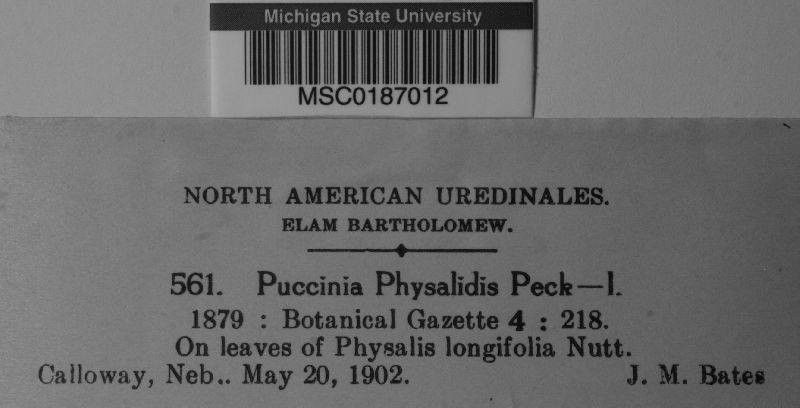 Michigan State University
MSC0187012
NORTH AMERICAN UREDINALES.
ELAM BARTHOLOMEW.
561. Puccinia Physalidis Peck—I.
1879 : Botanical Gazette 4 : 218.
On leaves of Physalis longifolia Nutt.
Calloway, Neb.. May 20, 1902. J. M. Bates